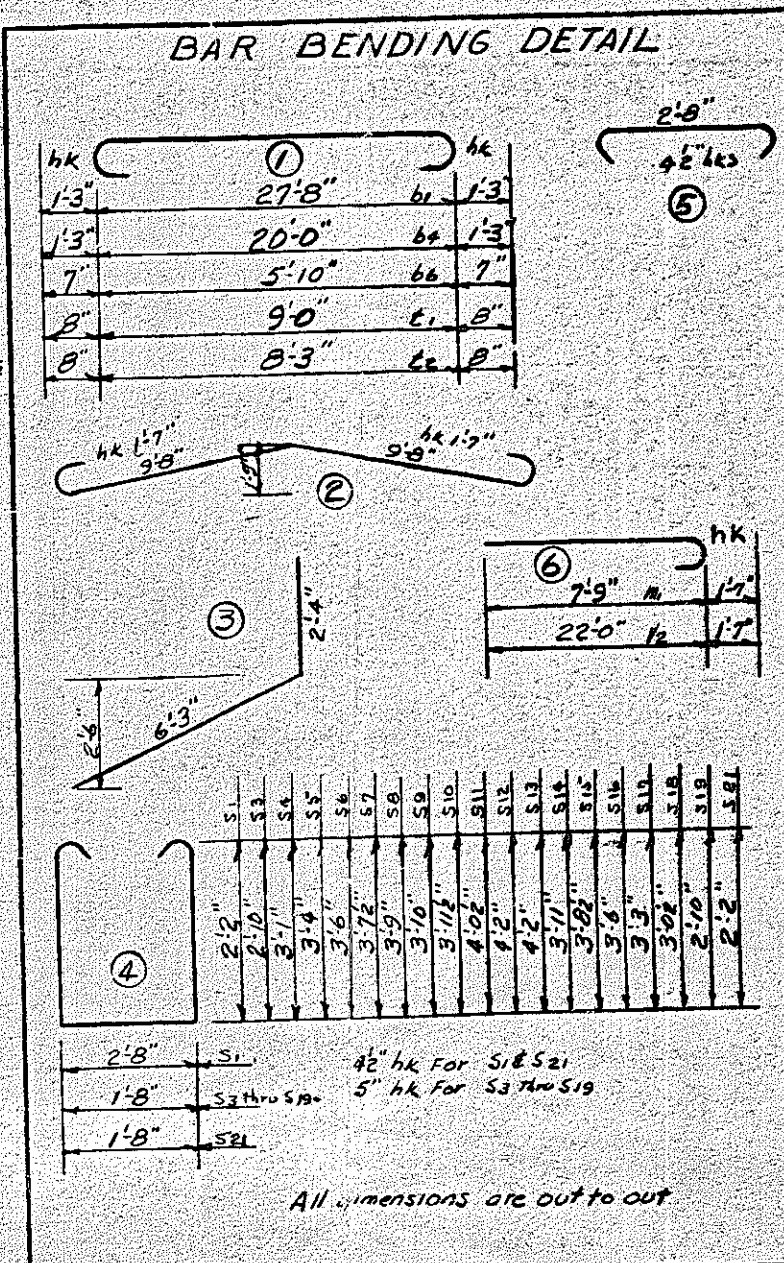 BAR BENDING DETAIL
hk ① hk
1'-3" 27'-8" b1 1'-3"
1'-3" 20'-0" b4 1'-3"
7" 5'-10" b6 7"
8" 9'-0" t1 8"
8" 8'-3" t2 8"
2'-8"
4½" hks
⑤
hk 1'-7"
9'-8"
hk 1'-7"
9'-8"
②
③
2'-4"
2'-6"
6'-3"
hk
⑥
7'-9" m1 1'-7"
22'-0" 1'-7"
S1 S3 S4 S5 S6 S7 S8 S9 S10 S11 S12 S13 S14 S15 S16 S17 S18 S19 S21
2'-2" 2'-10" 3'-1" 3'-4" 3'-6" 3'-7½" 3'-9" 3'-10" 3'-11½" 4'-0½" 4'-2" 4'-2" 3'-11" 3'-8½" 3'-6" 3'-3" 3'-0½" 2'-10" 2'-2"
④
2'-8" S1
1'-8" S3 thru S19
1'-8" S21
4½" hk For S1 & S21
5" hk For S3 thru S19
All dimensions are out to out